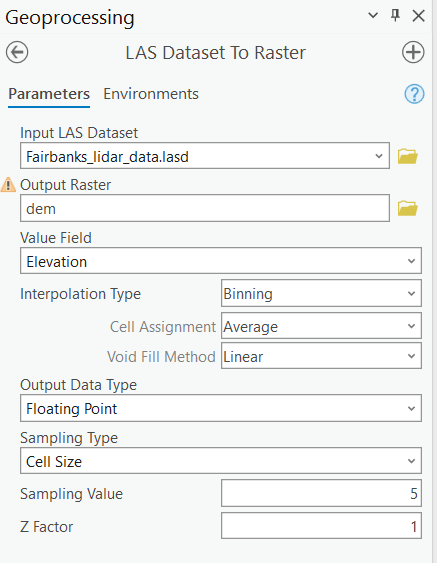 Geoprocessing
LAS Dataset To Raster
Parameters Environments
Input LAS Dataset
Fairbanks_lidar_data.lasd
Output Raster
dem
Value Field
Elevation
Interpolation Type Binning
Cell Assignment Average
Void Fill Method Linear
Output Data Type
Floating Point
Sampling Type
Cell Size
Sampling Value 5
Z Factor 1